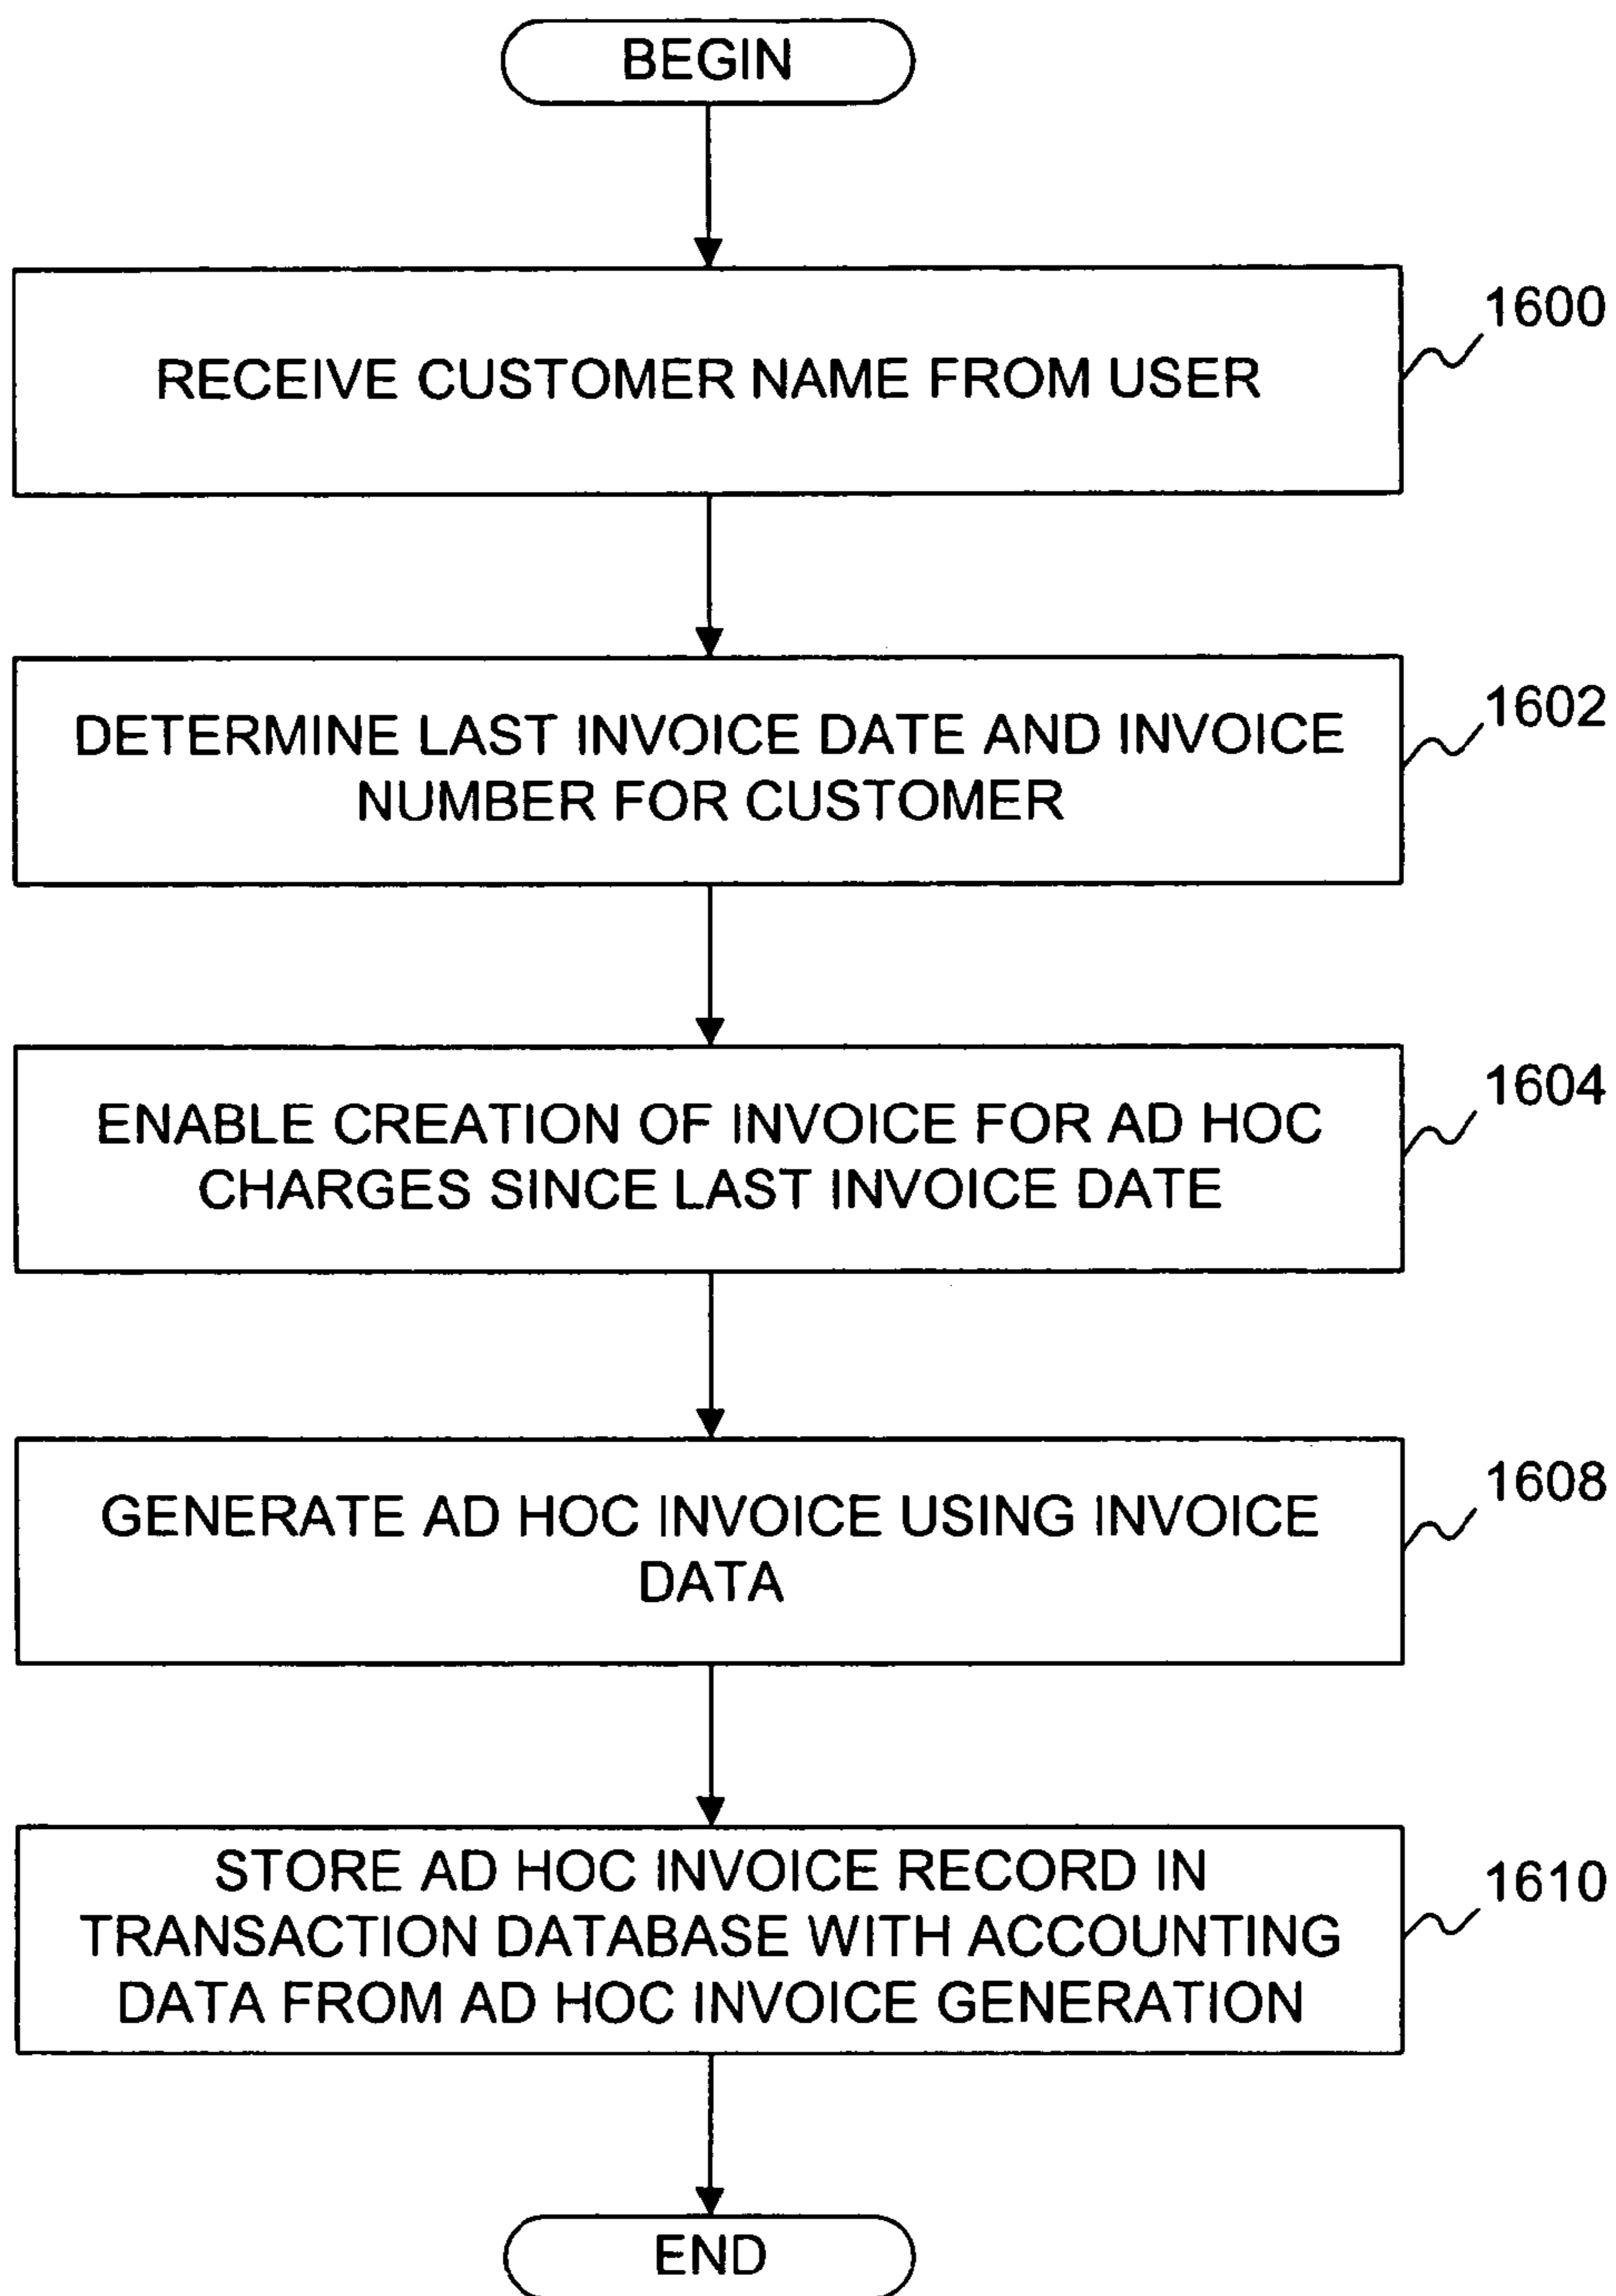 BEGIN
1600
RECEIVE CUSTOMER NAME FROM USER
1602
DETERMINE LAST INVOICE DATE AND INVOICE
NUMBER FOR CUSTOMER
1604
ENABLE CREATION OF INVOICE FOR AD HOC
CHARGES SINCE LAST INVOICE DATE
1608
GENERATE AD HOC INVOICE USING INVOICE
DATA
1610
STORE AD HOC INVOICE RECORD IN
TRANSACTION DATABASE WITH ACCOUNTING
DATA FROM AD HOC INVOICE GENERATION
END